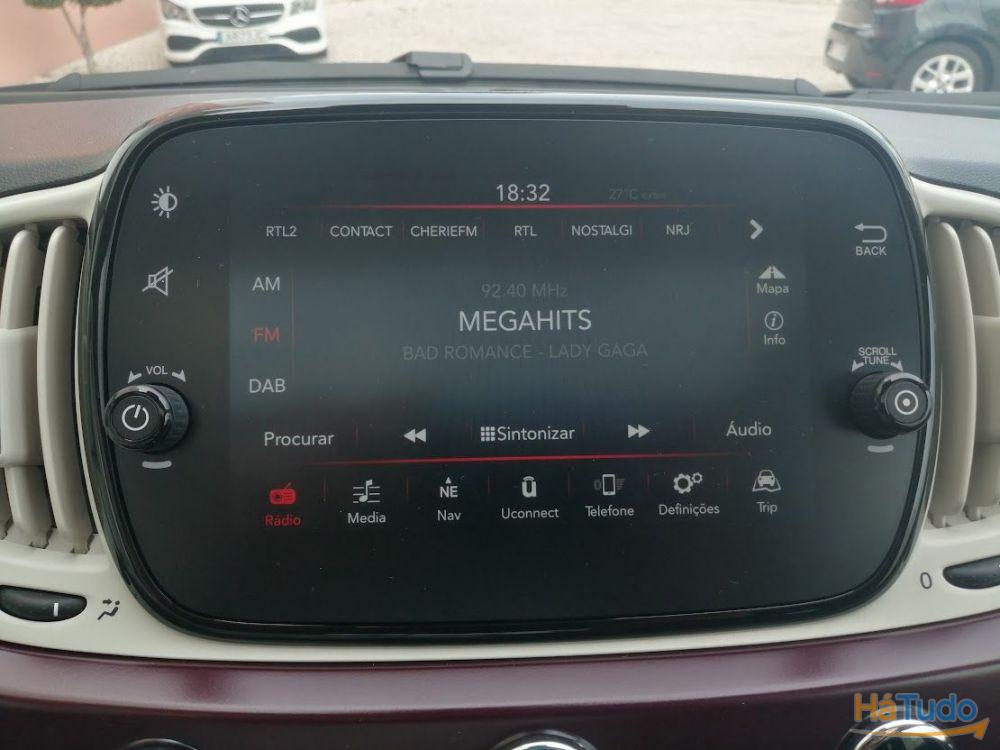 18:32 27°C extern
RTL2 CONTACT CHERIEFM RTL NOSTALGI NRJ
BACK
AM
Mapa
92.40 MHz
MEGAHITS
FM
Info
BAD ROMANCE - LADY GAGA
SCROLL
TUNE
VOL
DAB
Procurar Sintonizar Áudio
NE
Rádio Media Nav Uconnect Telefone Definições Trip
0
HáTudo